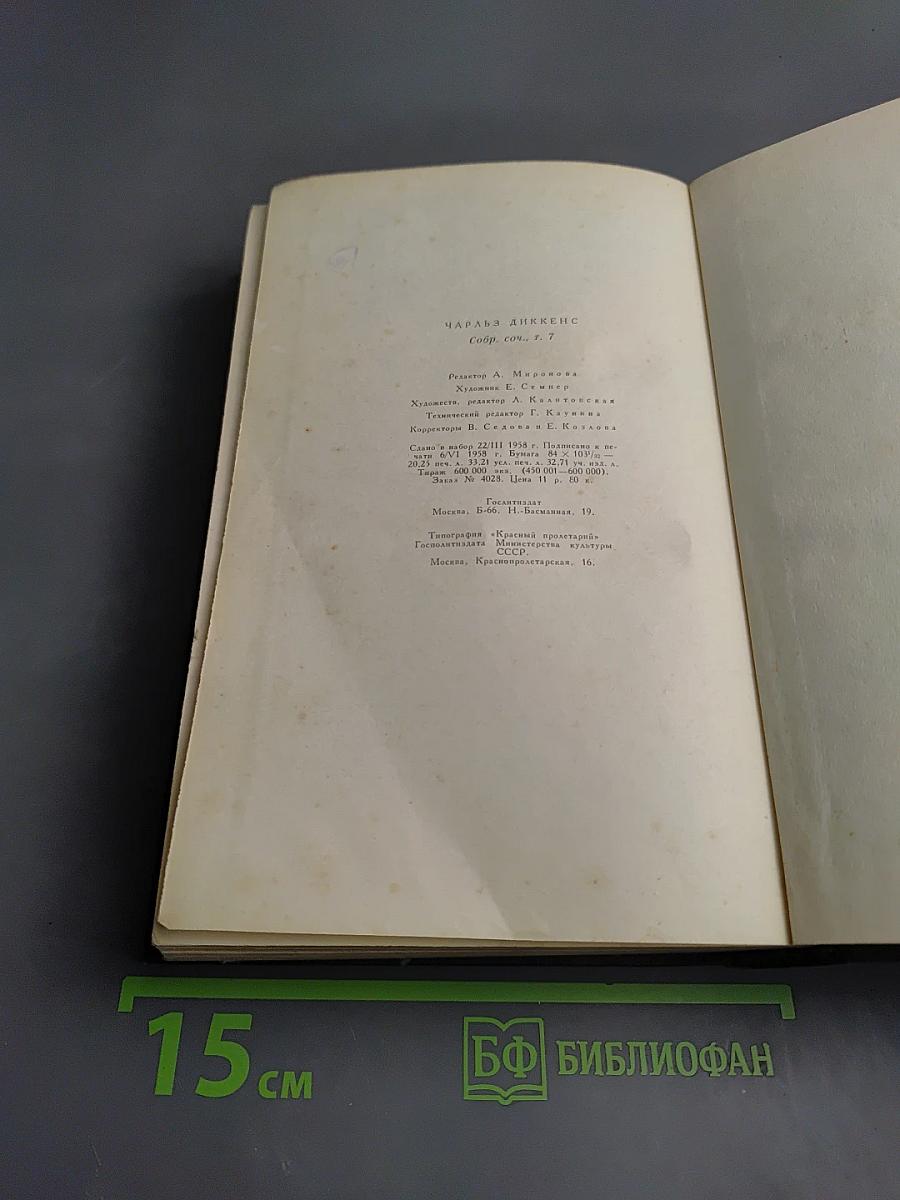 ЧАРЛЬЗ ДИККЕНС
Собр. соч., т. 7
Редактор А. Миронова
Художник Е. Семпер
Художеств. редактор Л. Калитовская
Технический редактор Г. Каунина
Корректоры В. Седова и Е. Козлова
Сдано в набор 22/III 1958 г. Подписано к пе-
чати 6/VI 1958 г. Бумага 84 × 103¹/₃₂ —
20,25 печ. л. 33,21 усл. печ. л. 32,71 уч. изд. л.
Тираж 600 000 экз. (450 001—600 000).
Заказ № 4028. Цена 11 р. 80 к.
Гослитиздат
Москва, Б-66, Н.-Басманная, 19.
Типография «Красный пролетарий»
Госполитиздата Министерства культуры
СССР.
Москва, Краснопролетарская, 16.
15 см
БФ БИБЛИОФАН